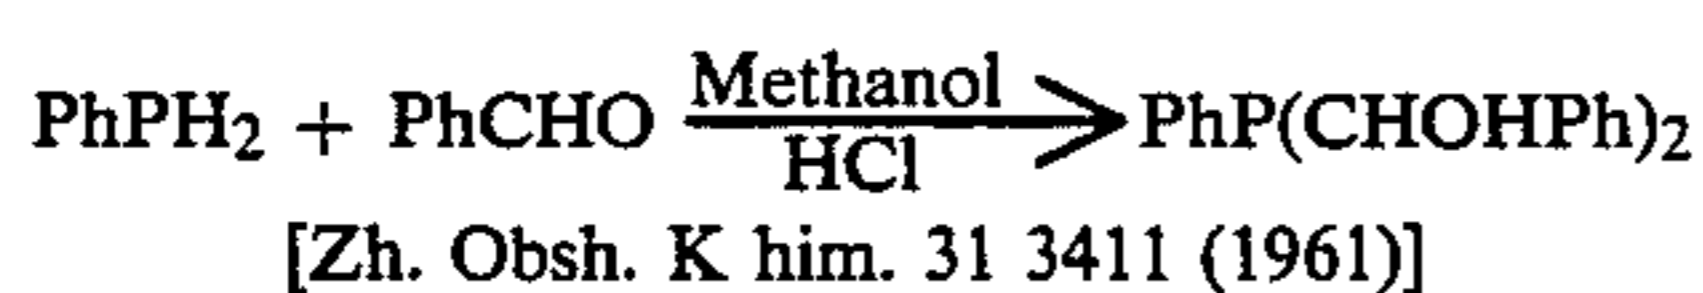 PhPH₂ + PhCHO Methanol HCl PhP(CHOHPh)₂
[Zh. Obsh. K him. 31 3411 (1961)]